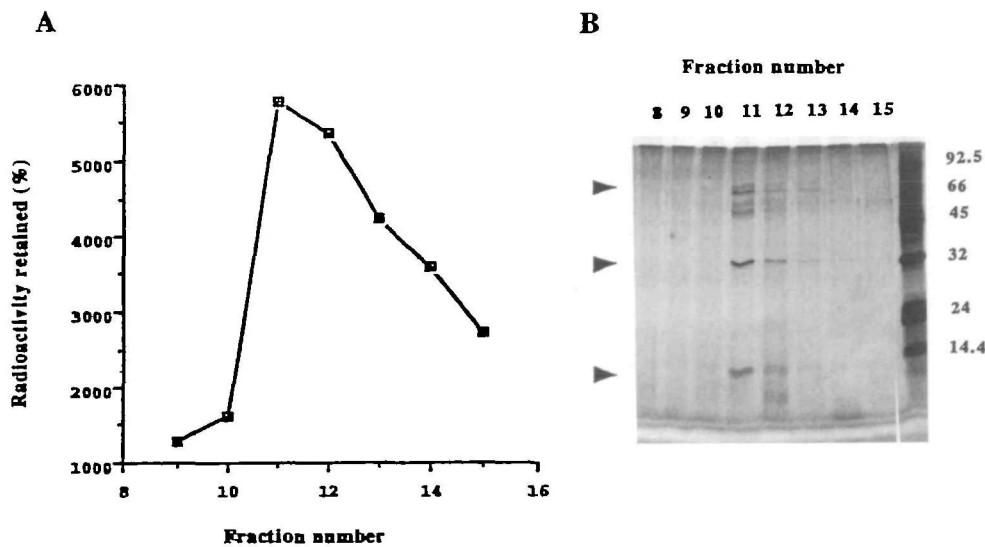 A
Radioactivity retained (%)
6000
5000
4000
3000
2000
1000
8 10 12 14 16
Fraction number
B
Fraction number
8 9 10 11 12 13 14 15
92.5
66
45
32
24
14.4